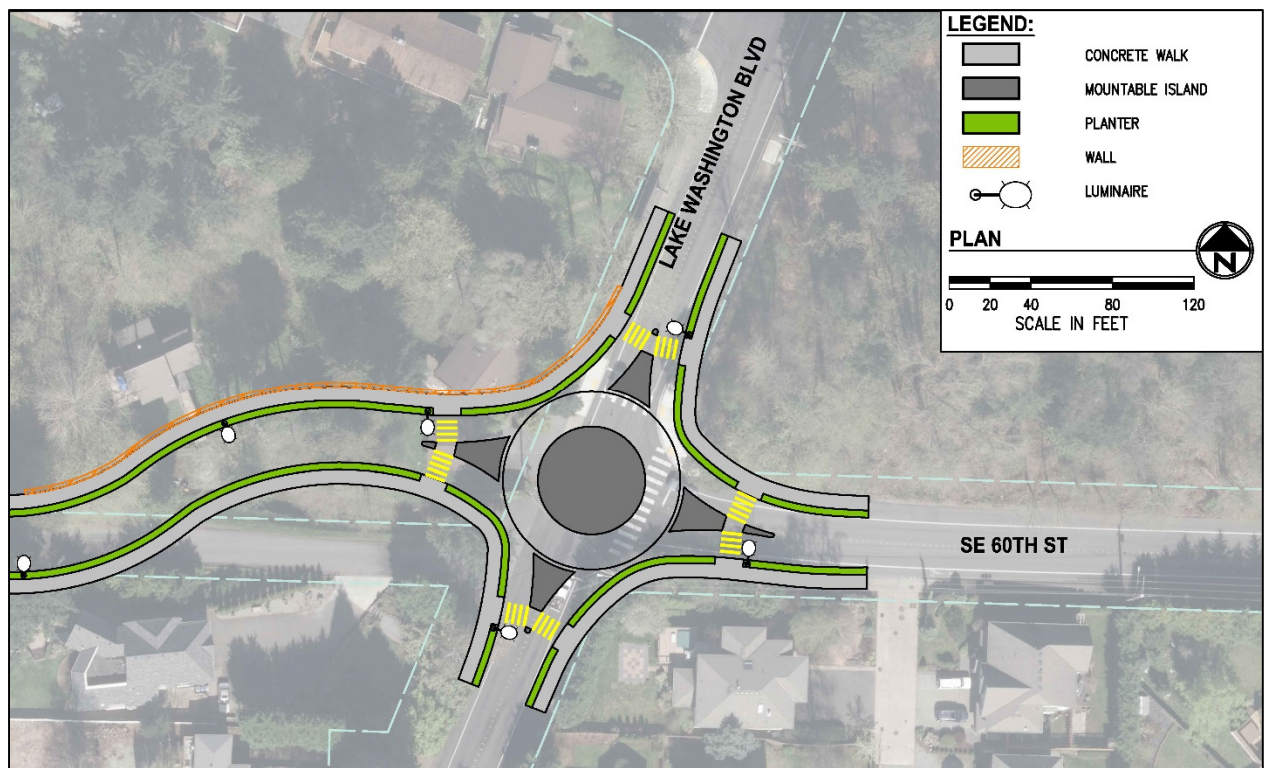 LEGEND:
CONCRETE WALK
MOUNTABLE ISLAND
PLANTER
WALL
LUMINAIRE
PLAN
N
0 20 40 80 120
SCALE IN FEET
LAKE WASHINGTON BLVD
SE 60TH ST